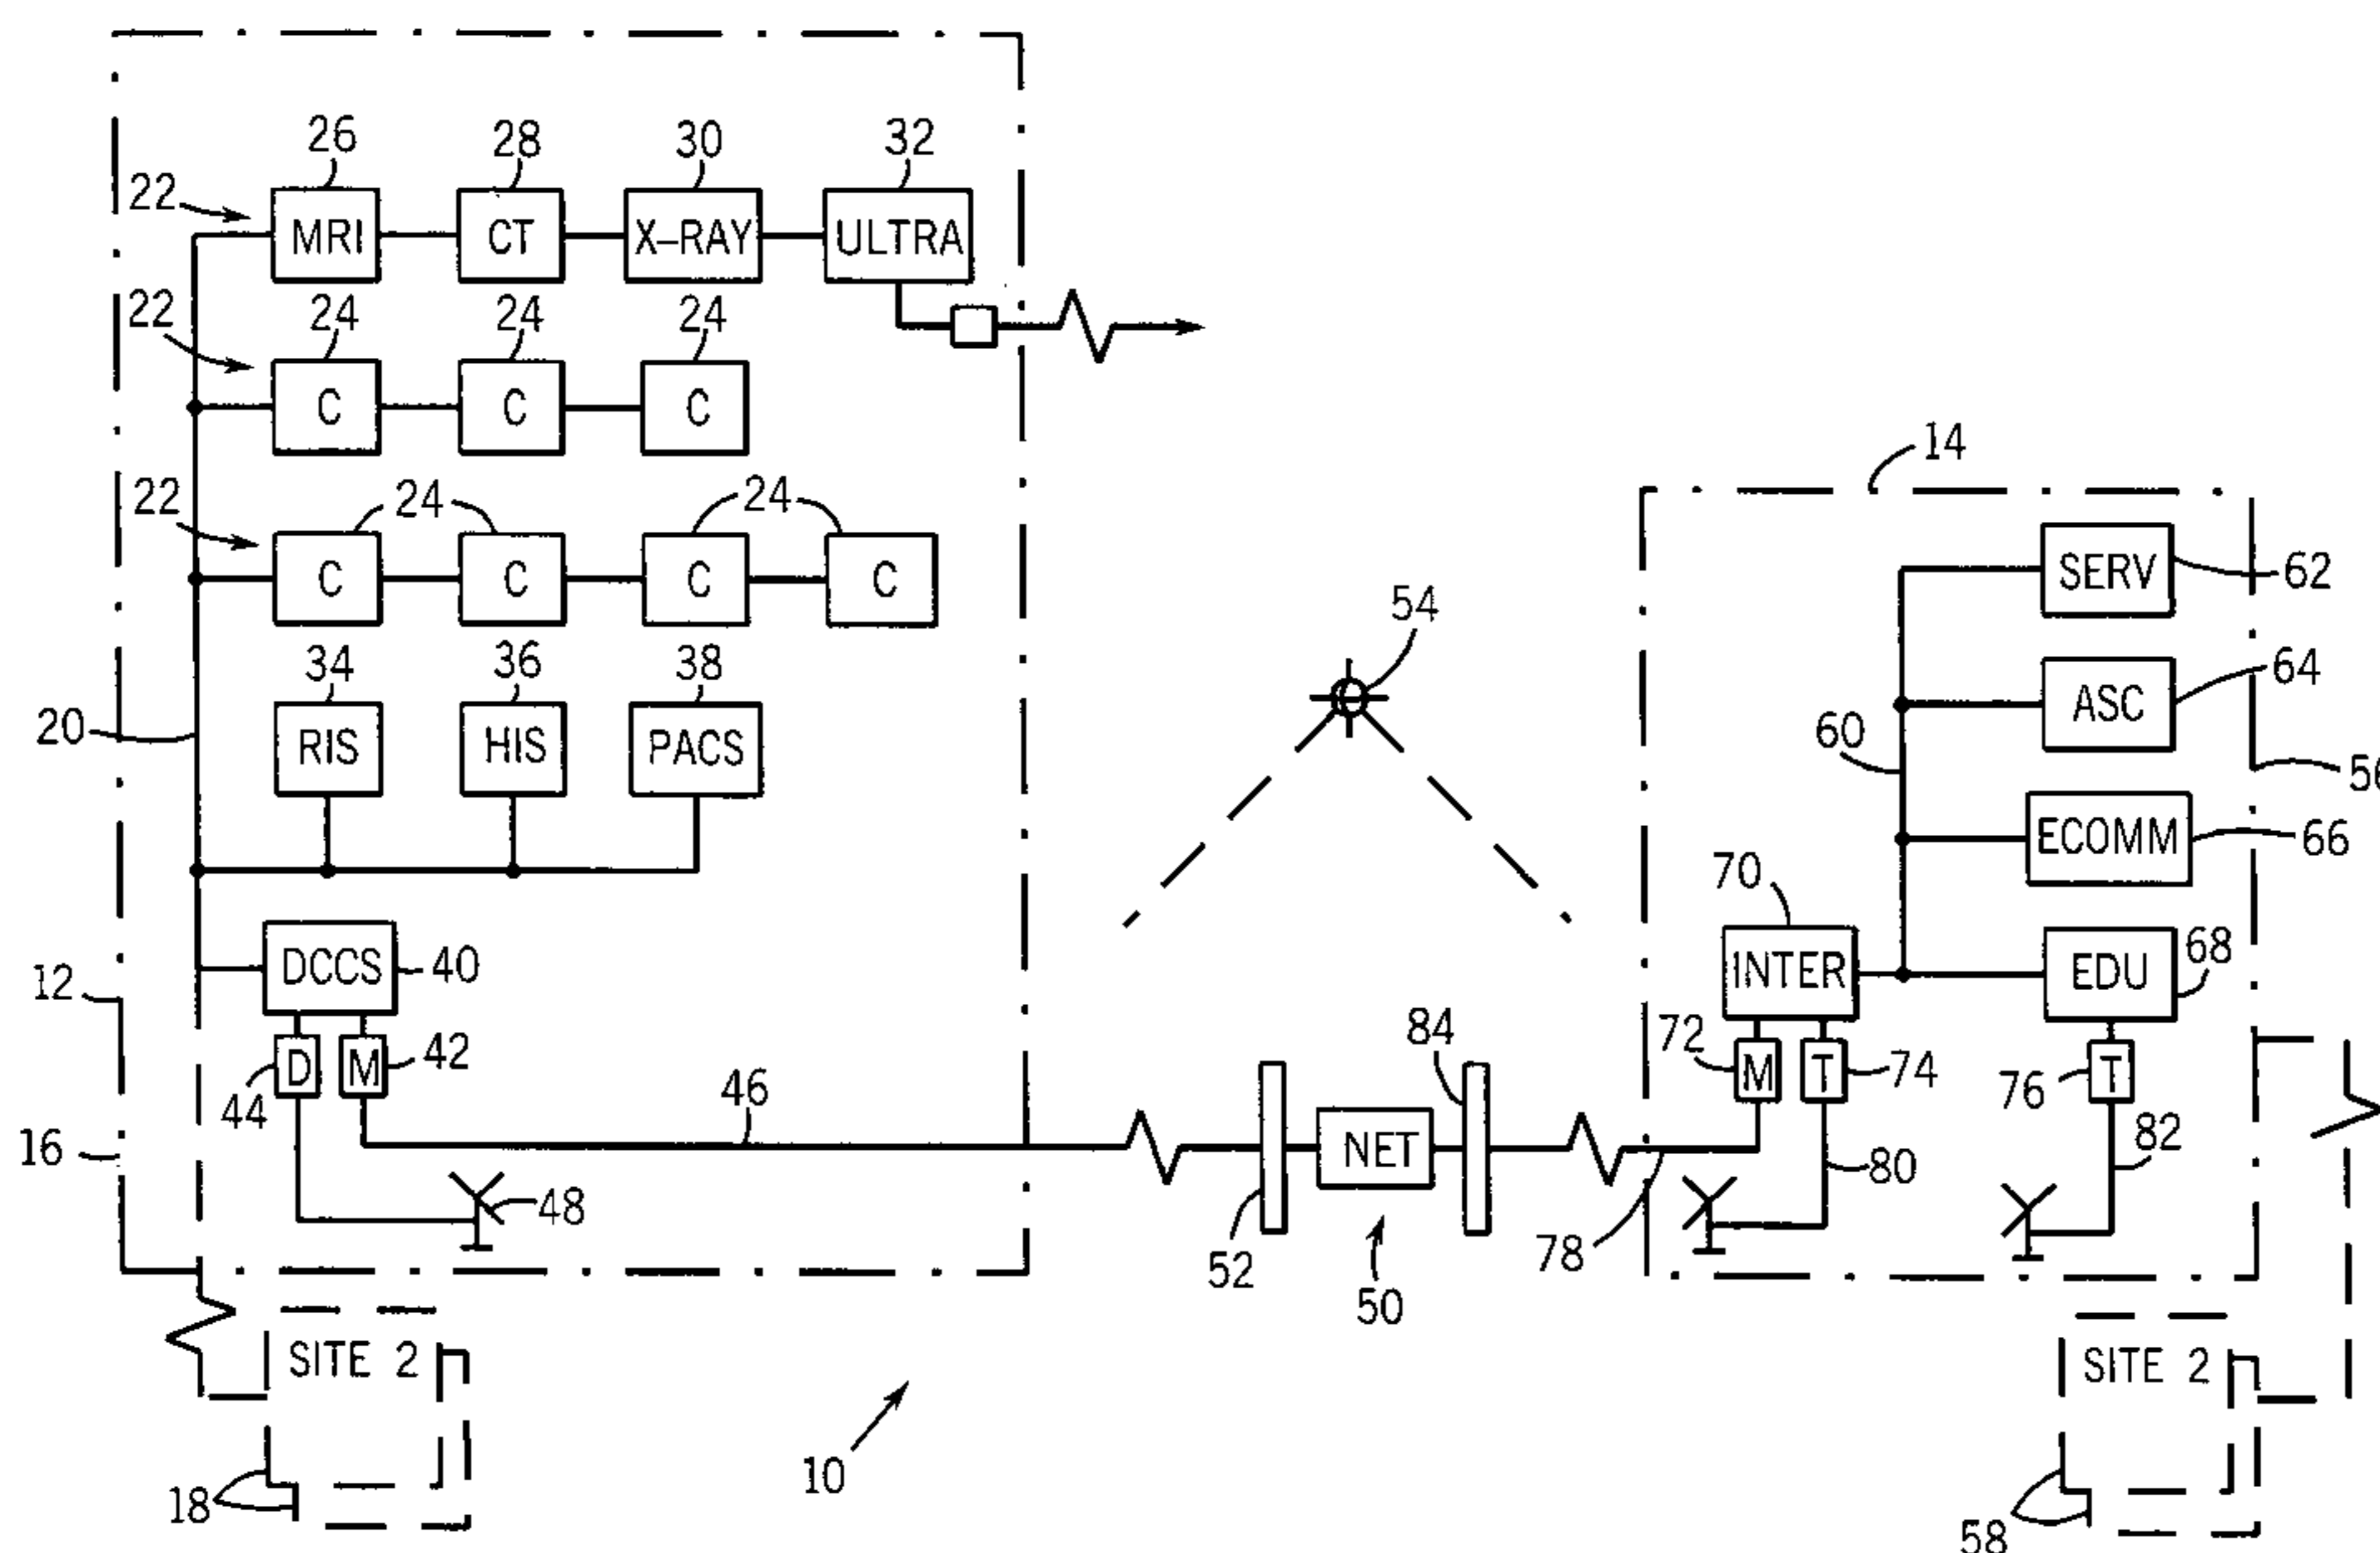 26 28 30 32
22 MRI CT X-RAY ULTRA
22 24 24 24
C C C
14
22 24 24
C C C C
SERV 62
54
34 36 38
ASC 64
20 RIS HIS PACS
60
56
ECOMM 66
70
12 DCCS 40
INTER EDU 68
44 D M 42
46
84
72 M T 74
76 T
16
48
52 NET
50
78 80 82
SITE 2
SITE 2
10
18
58